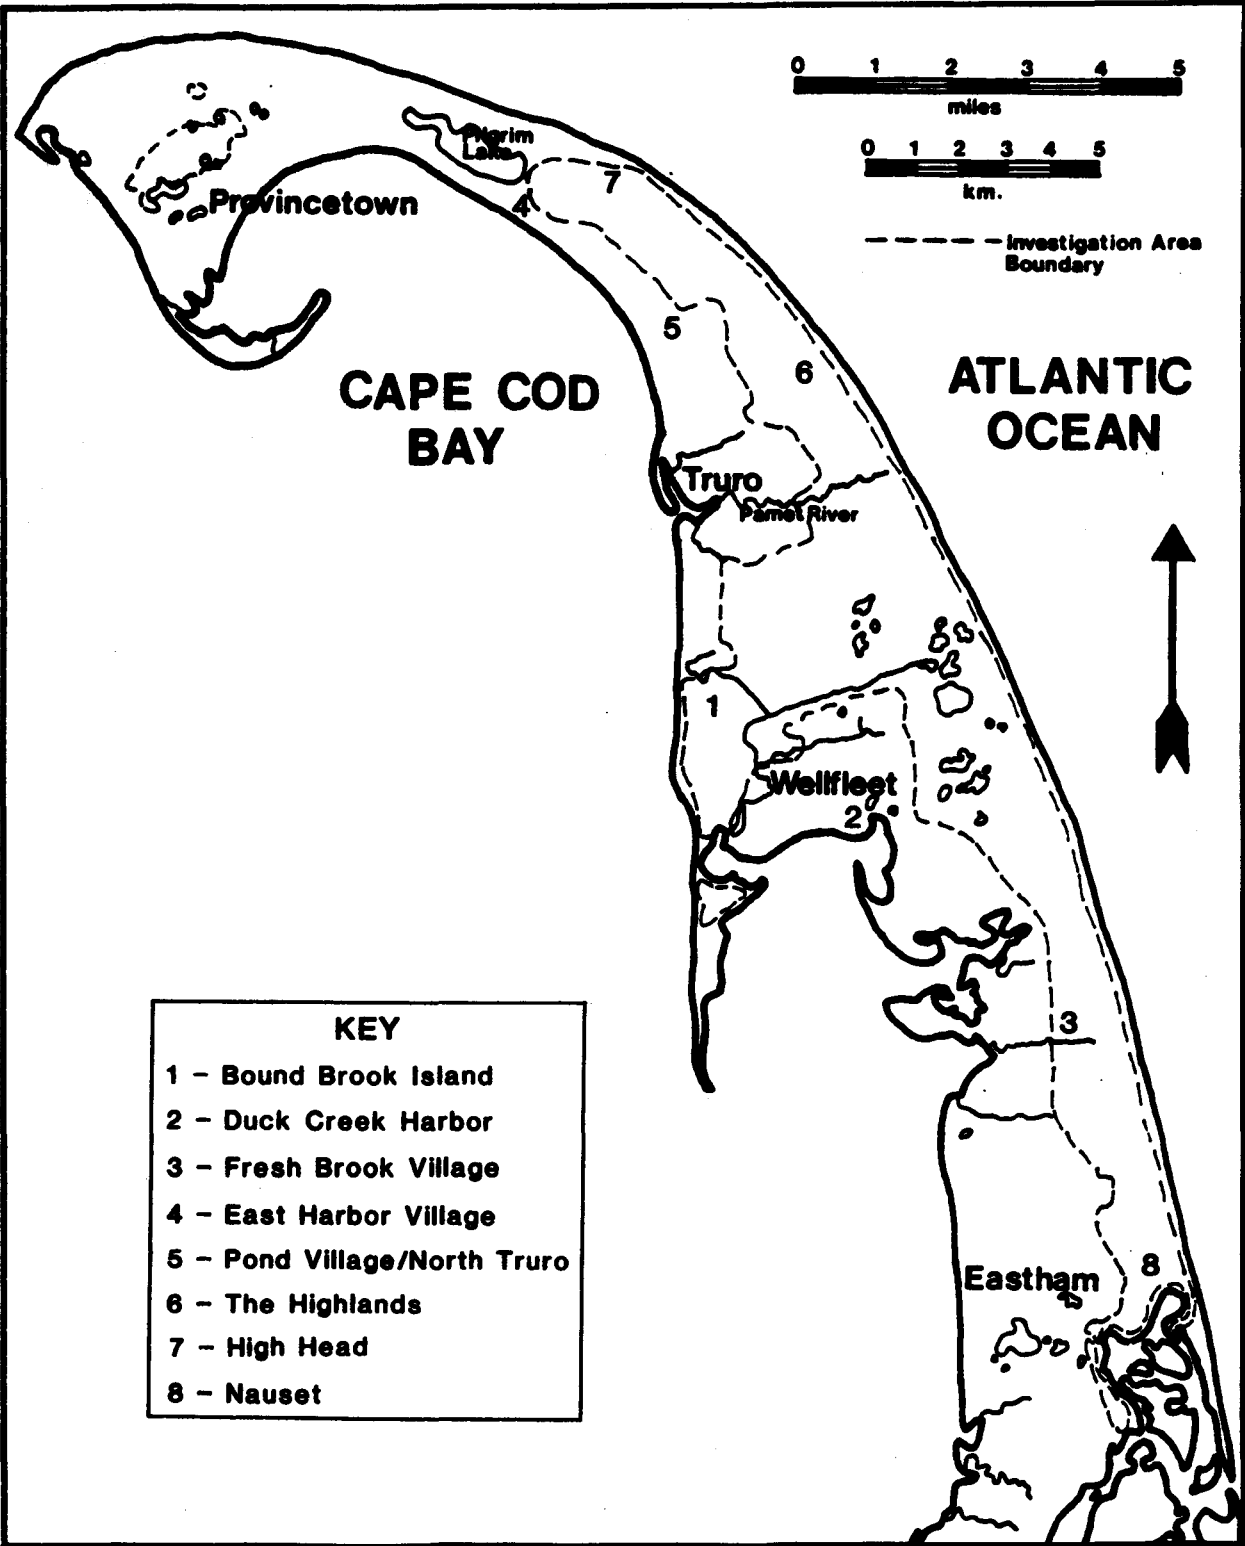 0 1 2 3 4 5
miles
0 1 2 3 4 5
km.
Investigation Area
Boundary
Pilgrim
Lake
7
Provincetown
4
5
6
CAPE COD
BAY
ATLANTIC
OCEAN
Truro
Pamet River
1
Wellfleet
2
3
8
Eastham
KEY
1 – Bound Brook Island
2 – Duck Creek Harbor
3 – Fresh Brook Village
4 – East Harbor Village
5 – Pond Village/North Truro
6 – The Highlands
7 – High Head
8 – Nauset